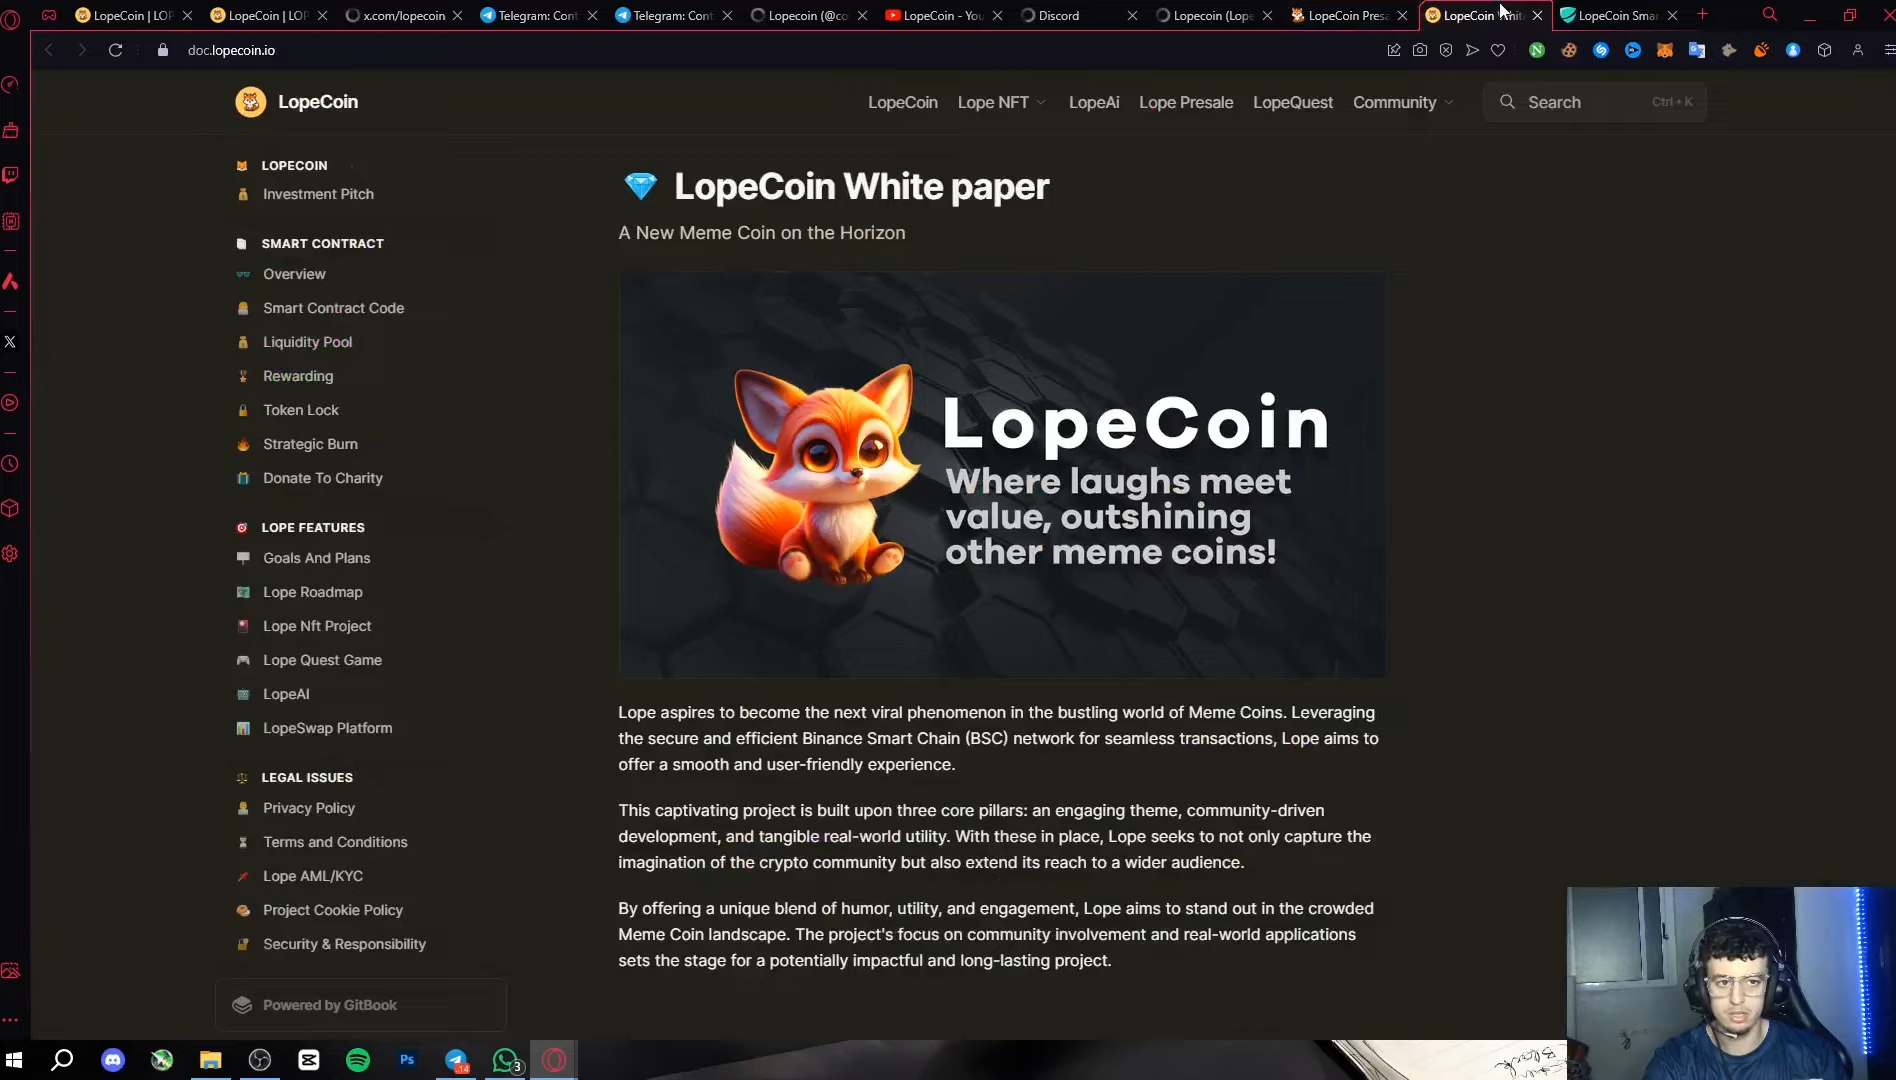 LopeCoin | LOP
LopeCoin | LOP
x.com/lopecoin
Telegram: Cont
Telegram: Cont
Lopecoin (@co
LopeCoin - You
Discord
Lopecoin (Lope
LopeCoin Presa
LopeCoin
LopeCoin Smar
doc.lopecoin.io
LopeCoin
LopeCoin
Lope NFT
LopeAi
Lope Presale
LopeQuest
Community
Search
Ctrl + K
LOPECOIN
Investment Pitch
SMART CONTRACT
Overview
Smart Contract Code
Liquidity Pool
Rewarding
Token Lock
Strategic Burn
Donate To Charity
LOPE FEATURES
Goals And Plans
Lope Roadmap
Lope Nft Project
Lope Quest Game
LopeAI
LopeSwap Platform
LEGAL ISSUES
Privacy Policy
Terms and Conditions
Lope AML/KYC
Project Cookie Policy
Security & Responsibility
Powered by GitBook
LopeCoin White paper
A New Meme Coin on the Horizon
LopeCoin
Where laughs meet
value, outshining
other meme coins!
Lope aspires to become the next viral phenomenon in the bustling world of Meme Coins. Leveraging
the secure and efficient Binance Smart Chain (BSC) network for seamless transactions, Lope aims to
offer a smooth and user-friendly experience.
This captivating project is built upon three core pillars: an engaging theme, community-driven
development, and tangible real-world utility. With these in place, Lope seeks to not only capture the
imagination of the crypto community but also extend its reach to a wider audience.
By offering a unique blend of humor, utility, and engagement, Lope aims to stand out in the crowded
Meme Coin landscape. The project's focus on community involvement and real-world applications
sets the stage for a potentially impactful and long-lasting project.
Ps
14
3